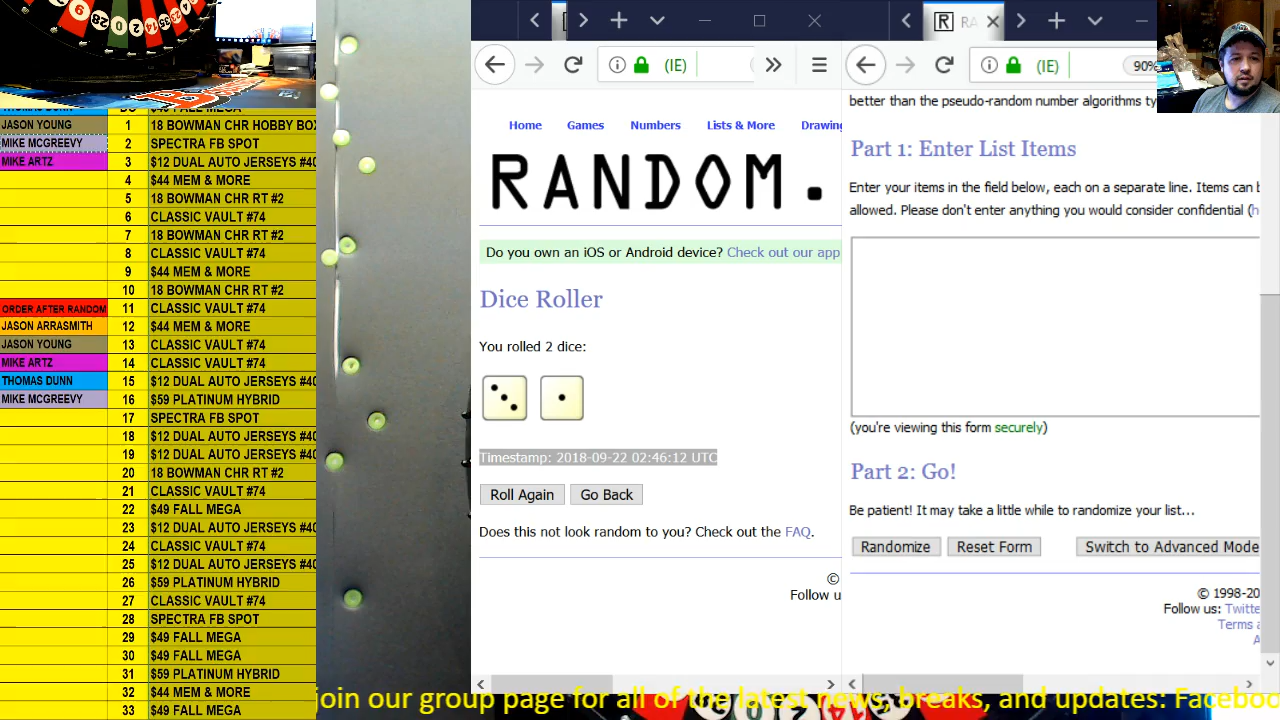 THOMAS DUNN $49 FALL MEGA
JASON YOUNG 1 18 BOWMAN CHR HOBBY BOX
MIKE MCGREEVY 2 SPECTRA FB SPOT
MIKE ARTZ 3 $12 DUAL AUTO JERSEYS #40
4 $44 MEM & MORE
5 18 BOWMAN CHR RT #2
6 CLASSIC VAULT #74
7 18 BOWMAN CHR RT #2
8 CLASSIC VAULT #74
9 $44 MEM & MORE
10 18 BOWMAN CHR RT #2
ORDER AFTER RANDOM 11 CLASSIC VAULT #74
JASON ARRASMITH 12 $44 MEM & MORE
JASON YOUNG 13 CLASSIC VAULT #74
MIKE ARTZ 14 CLASSIC VAULT #74
THOMAS DUNN 15 $12 DUAL AUTO JERSEYS #40
MIKE MCGREEVY 16 $59 PLATINUM HYBRID
17 SPECTRA FB SPOT
18 $12 DUAL AUTO JERSEYS #40
19 $12 DUAL AUTO JERSEYS #40
20 18 BOWMAN CHR RT #2
21 CLASSIC VAULT #74
22 $49 FALL MEGA
23 $12 DUAL AUTO JERSEYS #40
24 CLASSIC VAULT #74
25 $12 DUAL AUTO JERSEYS #40
26 $59 PLATINUM HYBRID
27 CLASSIC VAULT #74
28 SPECTRA FB SPOT
29 $49 FALL MEGA
30 $49 FALL MEGA
31 $59 PLATINUM HYBRID
32 $44 MEM & MORE
33 $49 FALL MEGA
(IE)
Home Games Numbers Lists & More Drawing
RANDOM.
Do you own an iOS or Android device? Check out our app
Dice Roller
You rolled 2 dice:
Timestamp: 2018-09-22 02:46:12 UTC
Roll Again Go Back
Does this not look random to you? Check out the FAQ.
©
Follow u
R RA
(IE) 90%
better than the pseudo-random number algorithms ty
Part 1: Enter List Items
Enter your items in the field below, each on a separate line. Items can b
allowed. Please don't enter anything you would consider confidential (h
(you're viewing this form securely)
Part 2: Go!
Be patient! It may take a little while to randomize your list...
Randomize Reset Form Switch to Advanced Mode
© 1998-20
Follow us: Twitte
Terms a
join our group page for all of the latest news, breaks, and updates: Facebo